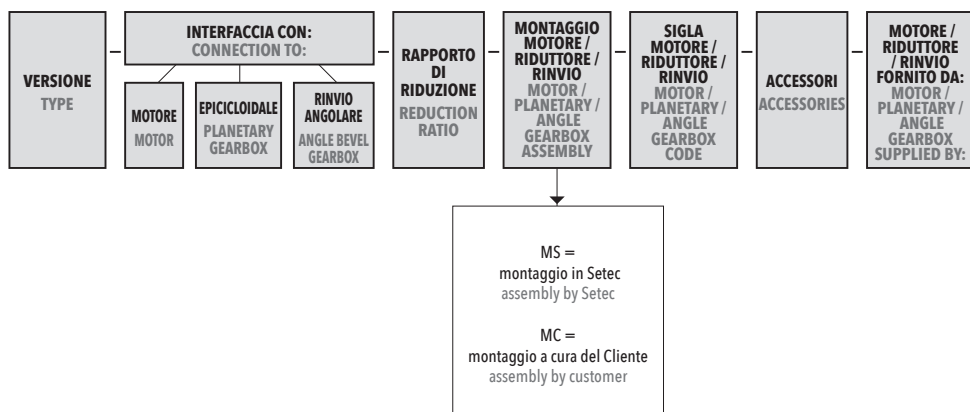 VERSIONE
TYPE
INTERFACCIA CON:
CONNECTION TO:
MOTORE
MOTOR
EPICICLOIDALE
PLANETARY
GEARBOX
RINVIO
ANGOLARE
ANGLE BEVEL
GEARBOX
RAPPORTO
DI
RIDUZIONE
REDUCTION
RATIO
MONTAGGIO
MOTORE /
RIDUTTORE /
RINVIO
MOTOR /
PLANETARY /
ANGLE
GEARBOX
ASSEMBLY
SIGLA
MOTORE /
RIDUTTORE /
RINVIO
MOTOR /
PLANETARY /
ANGLE
GEARBOX
CODE
ACCESSORI
ACCESSORIES
MOTORE /
RIDUTTORE
/ RINVIO
FORNITO DA:
MOTOR /
PLANETARY /
ANGLE
GEARBOX
SUPPLIED BY:
MS =
montaggio in Setec
assembly by Setec
MC =
montaggio a cura del Cliente
assembly by customer